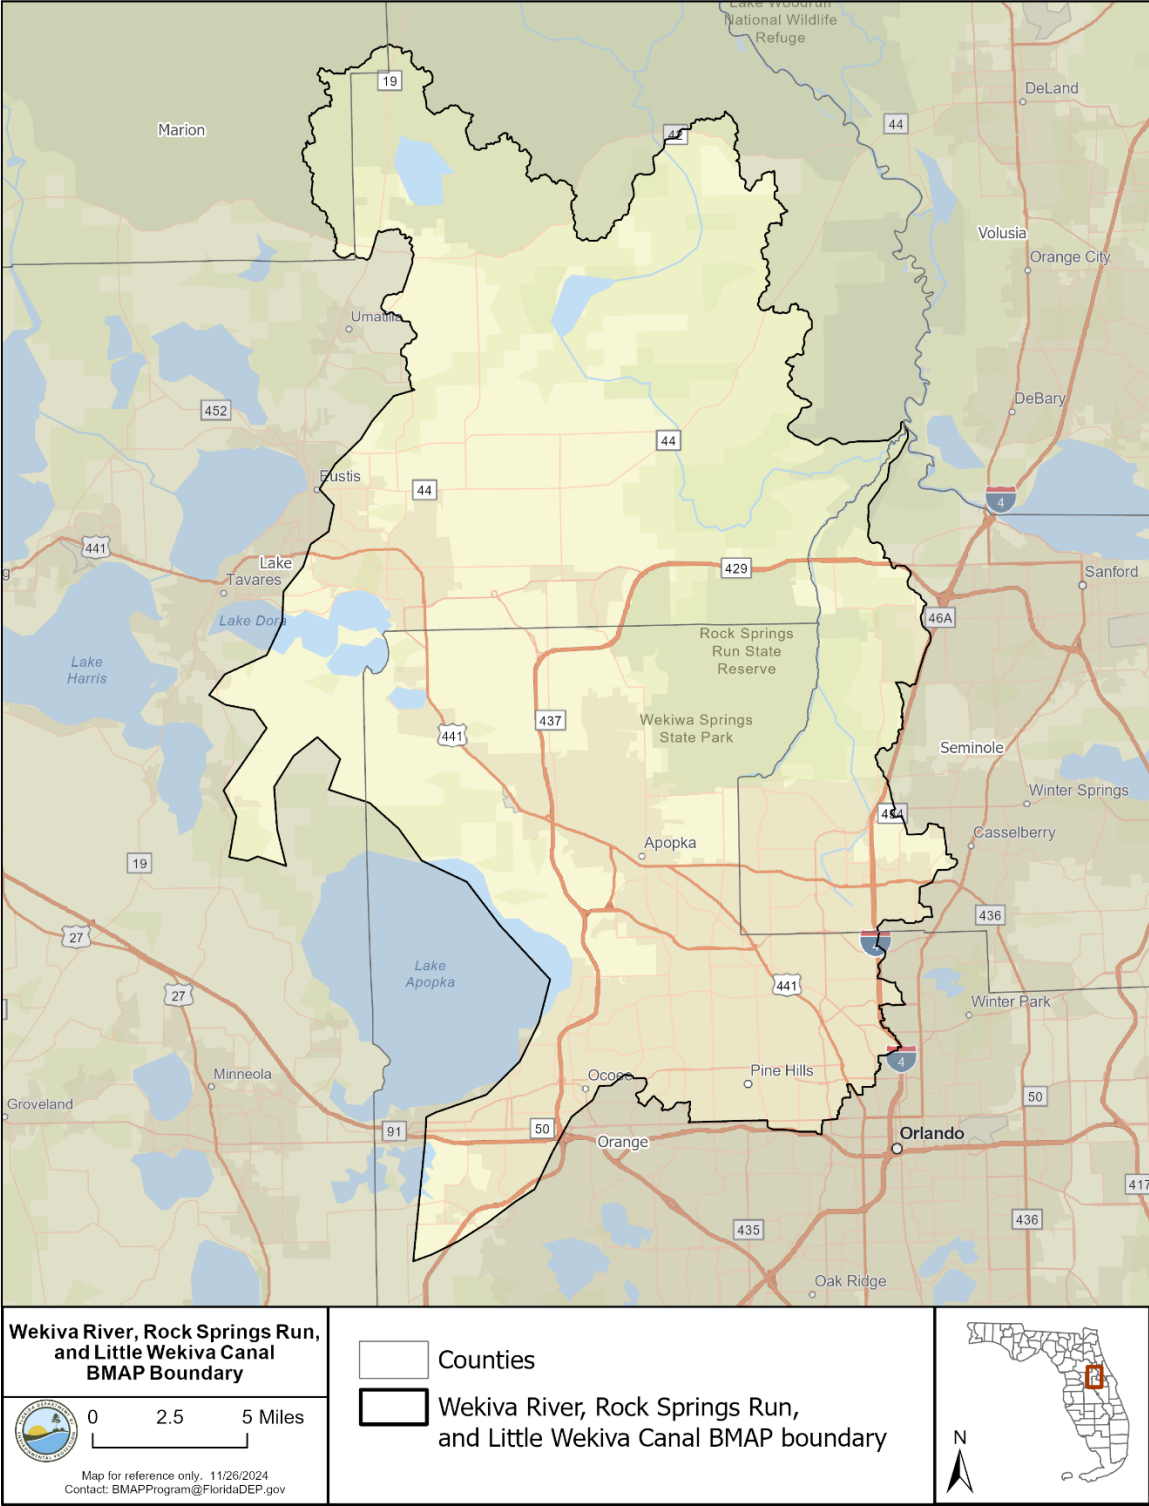 Lake Woodruff
National Wildlife
Refuge
19
DeLand
Marion
42
44
Volusia
Orange City
Umatilla
452
DeBary
44
Eustis
44
4
441
Lake
Tavares
429
Sanford
Lake Dora
46A
Rock Springs
Run State
Reserve
Lake
Harris
437
Wekiwa Springs
State Park
441
Seminole
Winter Springs
434
Casselberry
Apopka
19
436
27
4
Lake
Apopka
441
27
Winter Park
4
Minneola
Ocoee
Pine Hills
Groveland
50
91
50
Orange
Orlando
417
435
436
Oak Ridge
Wekiva River, Rock Springs Run,
and Little Wekiva Canal
BMAP Boundary
0 2.5 5 Miles
Map for reference only. 11/26/2024
Contact: BMAPProgram@FloridaDEP.gov
Counties
Wekiva River, Rock Springs Run,
and Little Wekiva Canal BMAP boundary
N